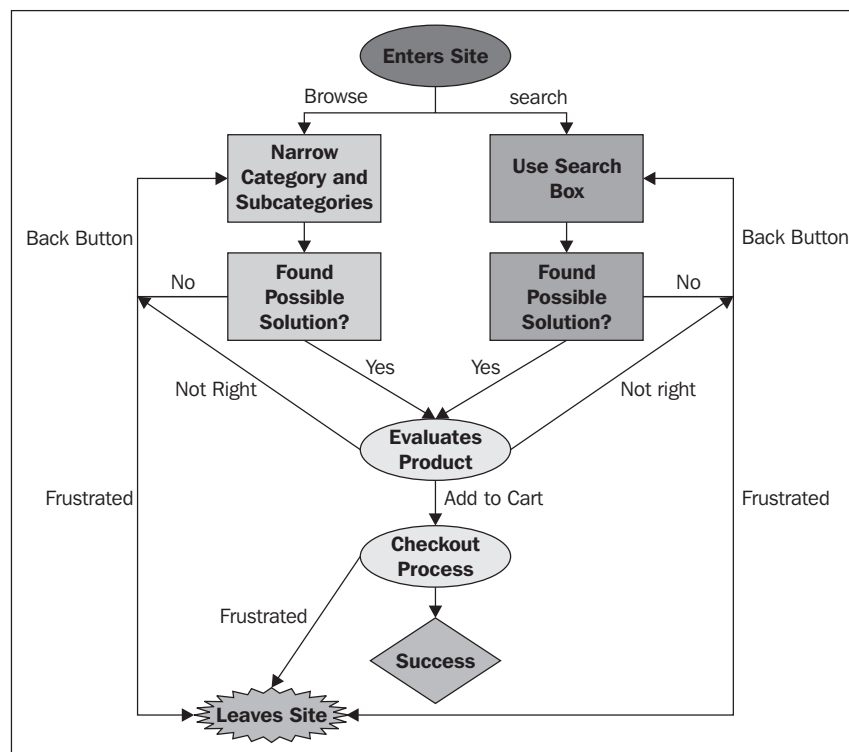 Enters Site
Browse
search
Narrow
Category and
Subcategories
Use Search
Box
Back Button
Back Button
No
Found
Possible
Solution?
Found
Possible
Solution?
No
Yes
Yes
Not Right
Not right
Evaluates
Product
Frustrated
Add to Cart
Frustrated
Checkout
Process
Frustrated
Success
Leaves Site